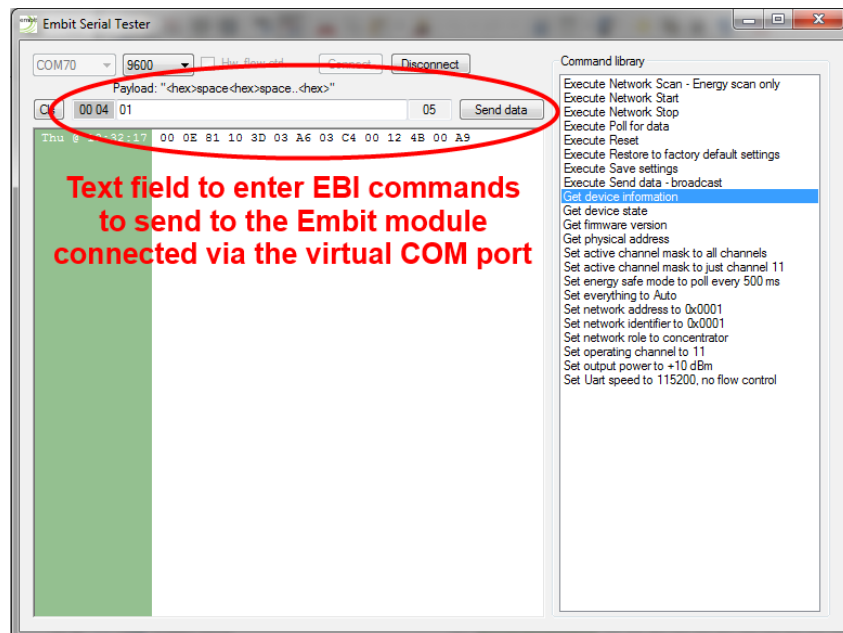 Embit Serial Tester
COM70
9600
Hw. flow ctrl
Connect
Disconnect
Payload: "<hex>space<hex>space..<hex>"
Cls
00 04
01
05
Send data
Thu @ 10:32:17 00 0E 81 10 3D 03 A6 03 C4 00 12 4B 00 A9
Text field to enter EBI commands
to send to the Embit module
connected via the virtual COM port
Command library
Execute Network Scan - Energy scan only
Execute Network Start
Execute Network Stop
Execute Poll for data
Execute Reset
Execute Restore to factory default settings
Execute Save settings
Execute Send data - broadcast
Get device information
Get device state
Get firmware version
Get physical address
Set active channel mask to all channels
Set active channel mask to just channel 11
Set energy safe mode to poll every 500 ms
Set everything to Auto
Set network address to 0x0001
Set network identifier to 0x0001
Set network role to concentrator
Set operating channel to 11
Set output power to +10 dBm
Set Uart speed to 115200, no flow control